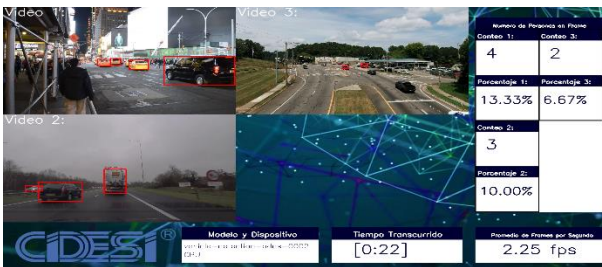 Video 1:
Video 3:
Video 2:
Numero de Personas en Frame
Conteo 1:
Conteo 3:
4
2
Porcentaje 1:
Porcentaje 3:
13.33%
6.67%
Conteo 2:
3
Porcentaje 2:
10.00%
CIDESI®
Modelo y Dispositivo
CPU
Tiempo Transcurrido
[0:22]
Promedio de Frames por Segundo
2.25 fps